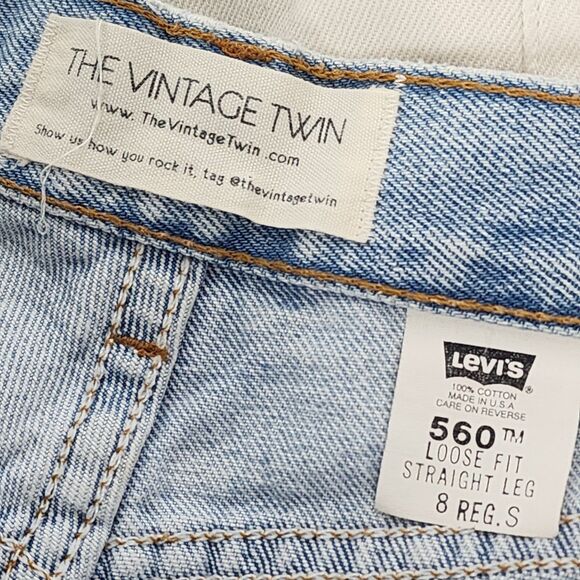 THE VINTAGE TWIN
www.TheVintageTwin.com
Show us how you rock it, tag @thevintagetwin
LEVI'S ®
100% COTTON
MADE IN U.S.A
CARE ON REVERSE
560™
LOOSE FIT
STRAIGHT LEG
8 REG.S